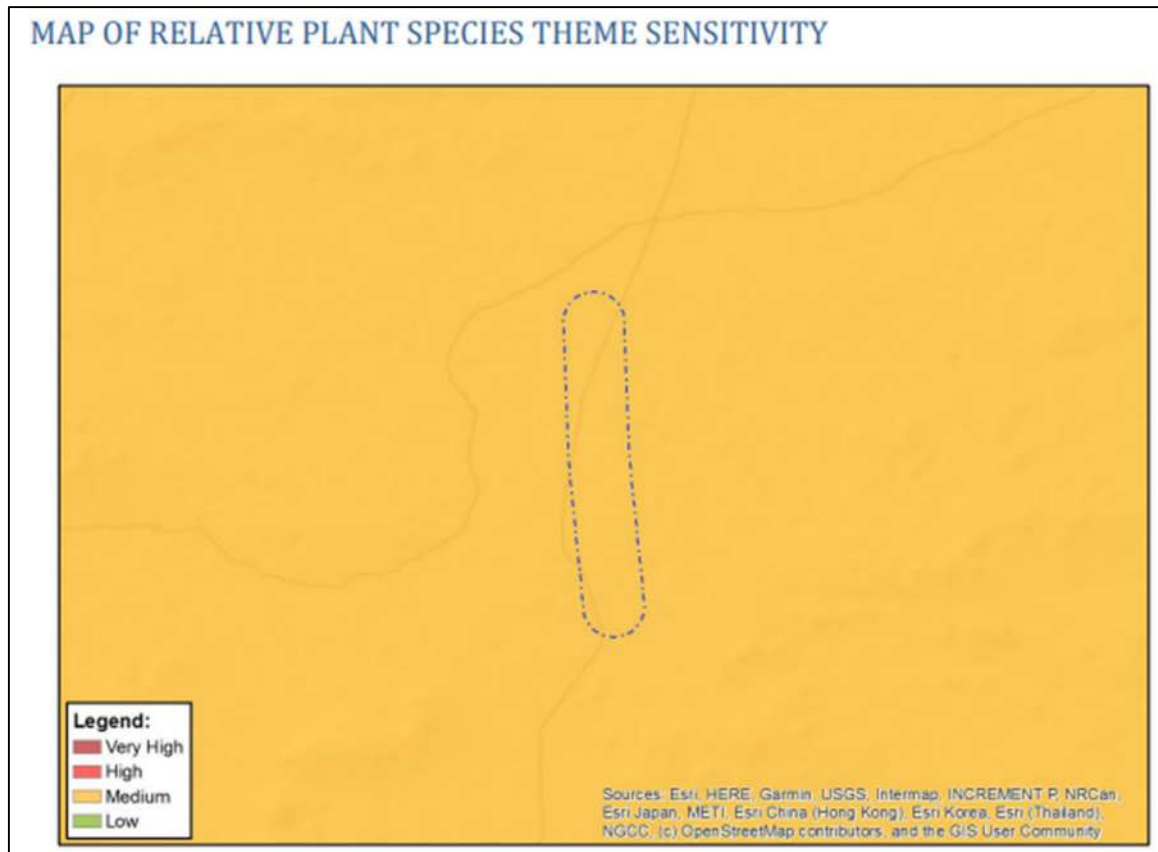 MAP OF RELATIVE PLANT SPECIES THEME SENSITIVITY
Legend:
Very High
High
Medium
Low
Sources: Esri, HERE, Garmin, USGS, Intermap, INCREMENT P, NRCan,
Esri Japan, METI, Esri China (Hong Kong), Esri Korea, Esri (Thailand),
NGCC, (c) OpenStreetMap contributors, and the GIS User Community